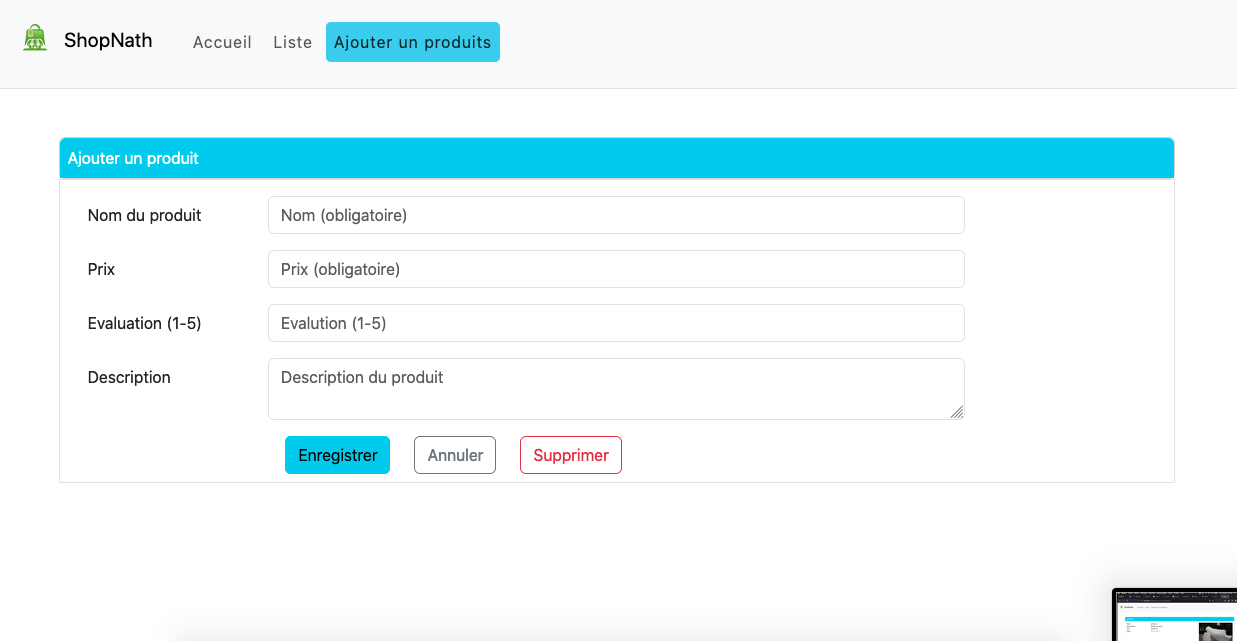 ShopNath Accueil Liste Ajouter un produits
Ajouter un produit
Nom du produit Nom (obligatoire)
Prix Prix (obligatoire)
Evaluation (1-5) Evalution (1-5)
Description Description du produit
Enregistrer Annuler Supprimer